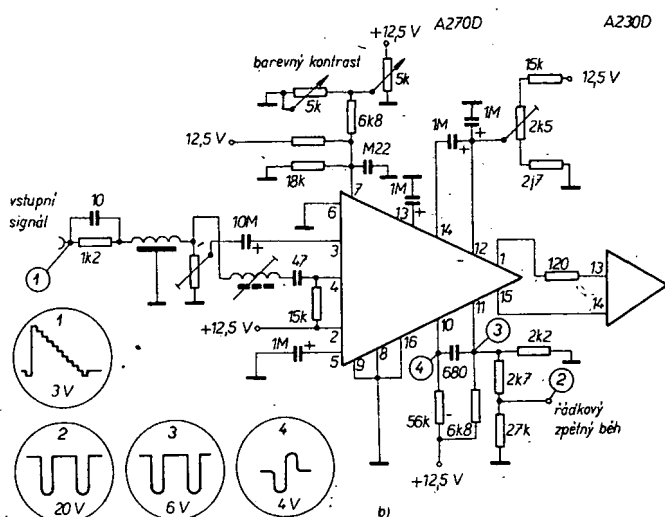 +12,5 V
A270D
A230D
barevný kontrast
5k
5k
15k
12,5 V
1M
+
2k5
6k8
1M
+
12,5 V
M22
18k
2j7
1M
+
vstupní
signál
10
7
13
14
6
12
10M
+
3
1
120
13
1
1k2
47
4
14
15
15k
+12,5 V
2
10
11
3
1M
+
5
9
8
16
4
680
2k2
1
3 V
2k7
2
56k
6k8
27k
řádkový
zpětný běh
+12,5 V
2
20 V
3
6 V
4
4 V
b)